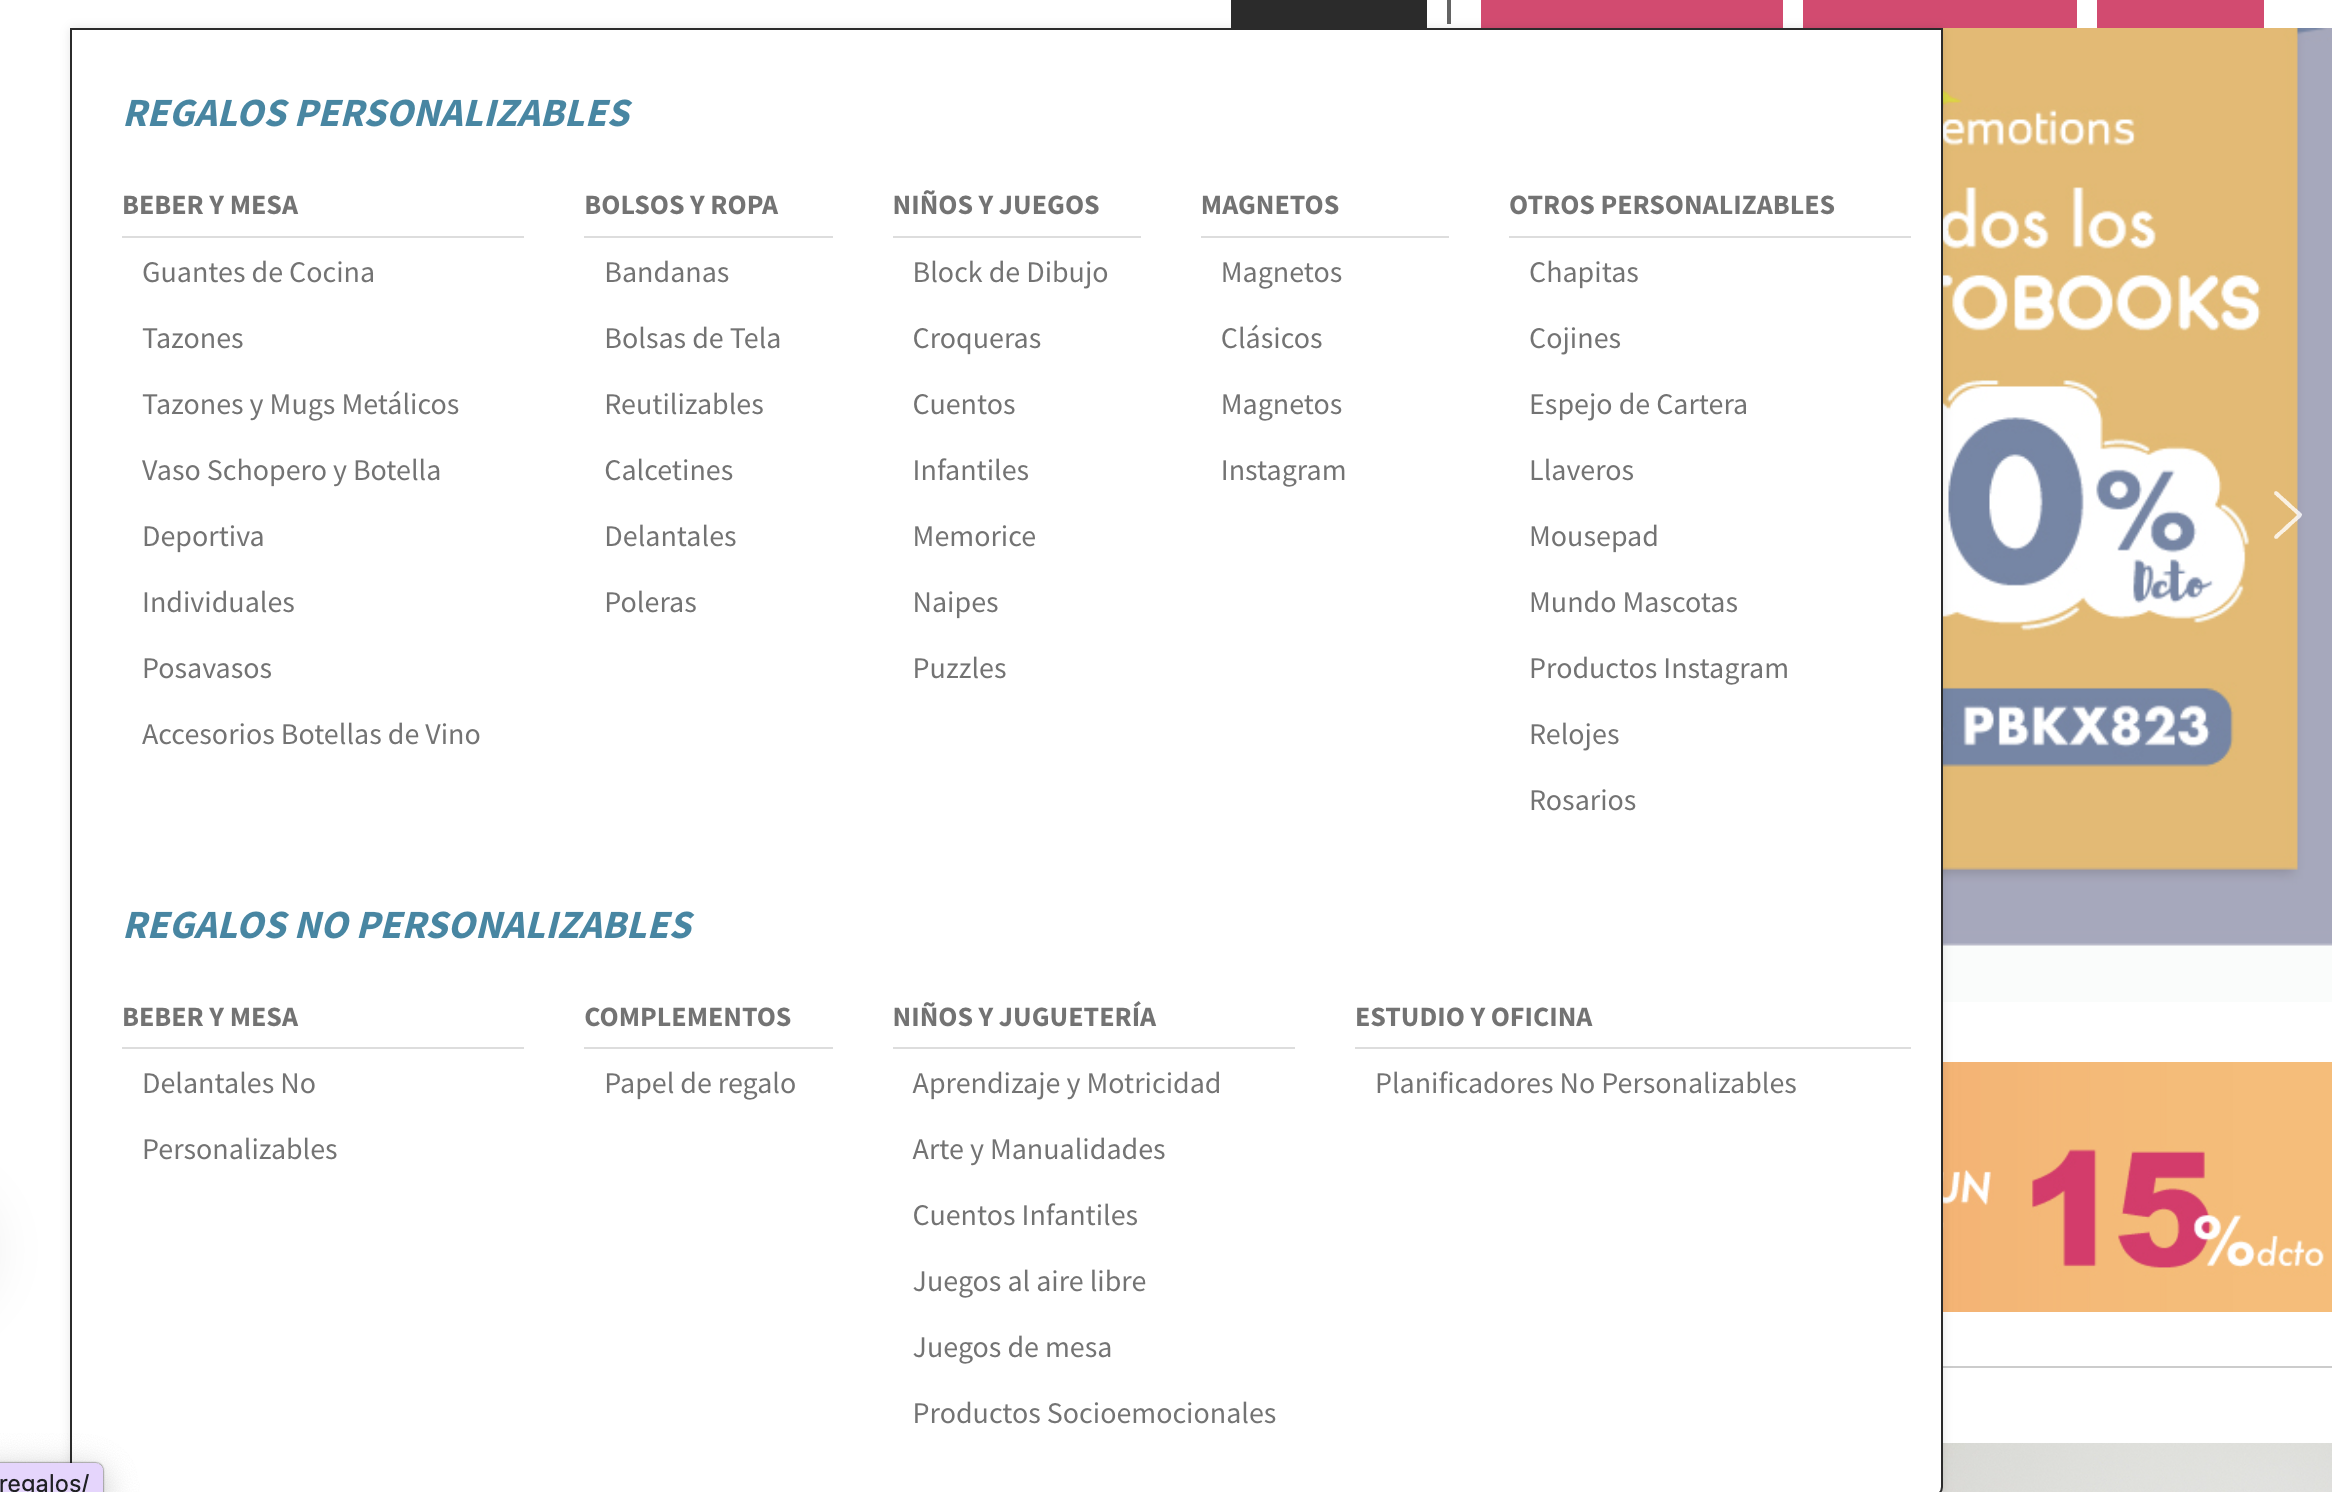 REGALOS PERSONALIZABLES
BEBER Y MESA
Guantes de Cocina
Tazones
Tazones y Mugs Metálicos
Vaso Schopero y Botella
Deportiva
Individuales
Posavasos
Accesorios Botellas de Vino
BOLSOS Y ROPA
Bandanas
Bolsas de Tela
Reutilizables
Calcetines
Delantales
Poleras
NIÑOS Y JUEGOS
Block de Dibujo
Croqueras
Cuentos
Infantiles
Memorice
Naipes
Puzzles
MAGNETOS
Magnetos
Clásicos
Magnetos
Instagram
OTROS PERSONALIZABLES
Chapitas
Cojines
Espejo de Cartera
Llaveros
Mousepad
Mundo Mascotas
Productos Instagram
Relojes
Rosarios
REGALOS NO PERSONALIZABLES
BEBER Y MESA
Delantales No
Personalizables
COMPLEMENTOS
Papel de regalo
NIÑOS Y JUGUETERÍA
Aprendizaje y Motricidad
Arte y Manualidades
Cuentos Infantiles
Juegos al aire libre
Juegos de mesa
Productos Socioemocionales
ESTUDIO Y OFICINA
Planificadores No Personalizables
emotions
dos los
OBOOKS
0%
Dcto
PBKX823
UN 15% dcto
regalos/